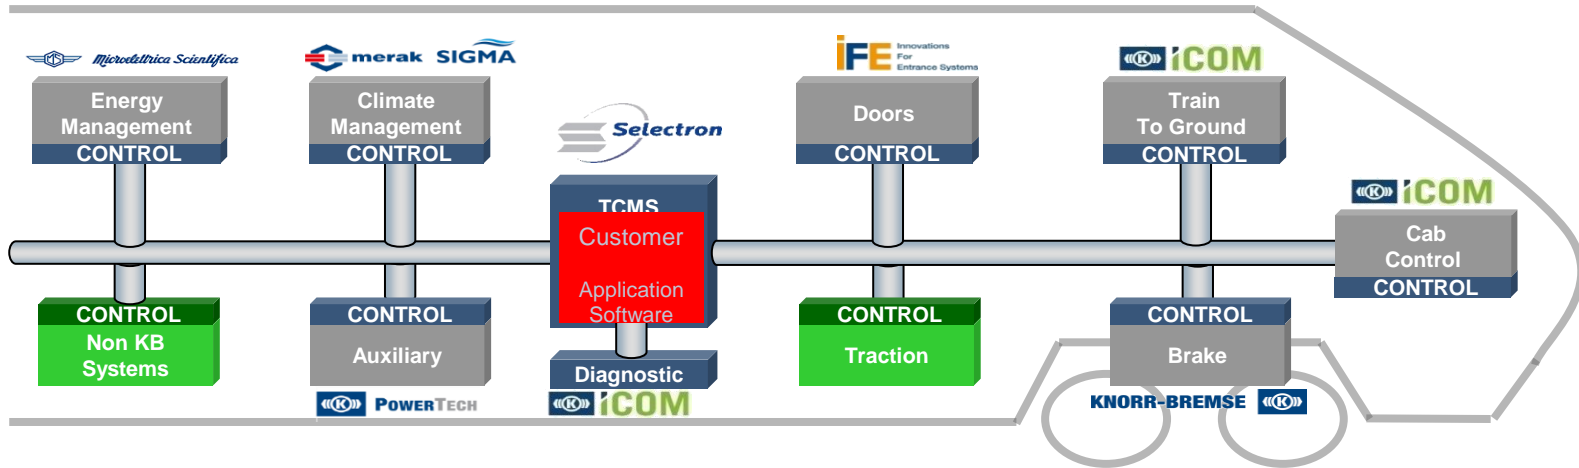 MS Microelettrica Scientifica
merak SIGMA
IFE Innovations
For
Entrance Systems
((K)) iCOM
Energy
Management
CONTROL
Climate
Management
CONTROL
Selectron
Doors
CONTROL
Train
To Ground
CONTROL
((K)) iCOM
TCMS
Customer
Application
Software
Cab
Control
CONTROL
CONTROL
Non KB
Systems
CONTROL
Auxiliary
Diagnostic
CONTROL
Traction
CONTROL
Brake
((K)) POWERTECH
((K)) iCOM
KNORR-BREMSE ((K))